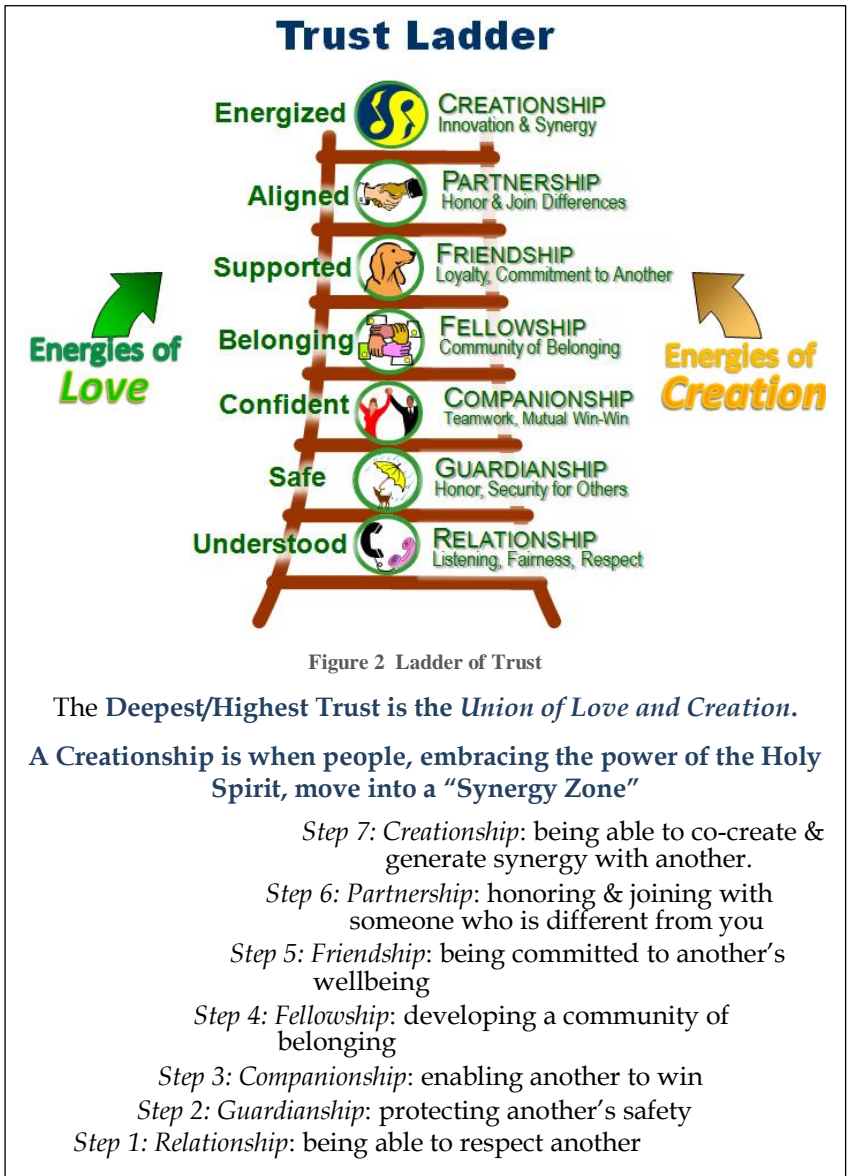 Trust Ladder
Energized
CREATIONSHIP
Innovation & Synergy
Aligned
PARTNERSHIP
Honor & Join Differences
Supported
FRIENDSHIP
Loyalty, Commitment to Another
Belonging
FELLOWSHIP
Community of Belonging
Confident
COMPANIONSHIP
Teamwork, Mutual Win-Win
Safe
GUARDIANSHIP
Honor, Security for Others
Understood
RELATIONSHIP
Listening, Fairness, Respect
Energies of
Love
Energies of
Creation
Figure 2 Ladder of Trust
The Deepest/Highest Trust is the Union of Love and Creation.
A Creationship is when people, embracing the power of the Holy
Spirit, move into a “Synergy Zone”
Step 7: Creationship: being able to co-create &
generate synergy with another.
Step 6: Partnership: honoring & joining with
someone who is different from you
Step 5: Friendship: being committed to another’s
wellbeing
Step 4: Fellowship: developing a community of
belonging
Step 3: Companionship: enabling another to win
Step 2: Guardianship: protecting another’s safety
Step 1: Relationship: being able to respect another